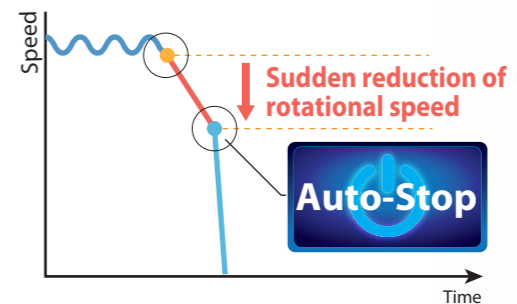 Speed
Sudden reduction of
rotational speed
Auto-Stop
Time